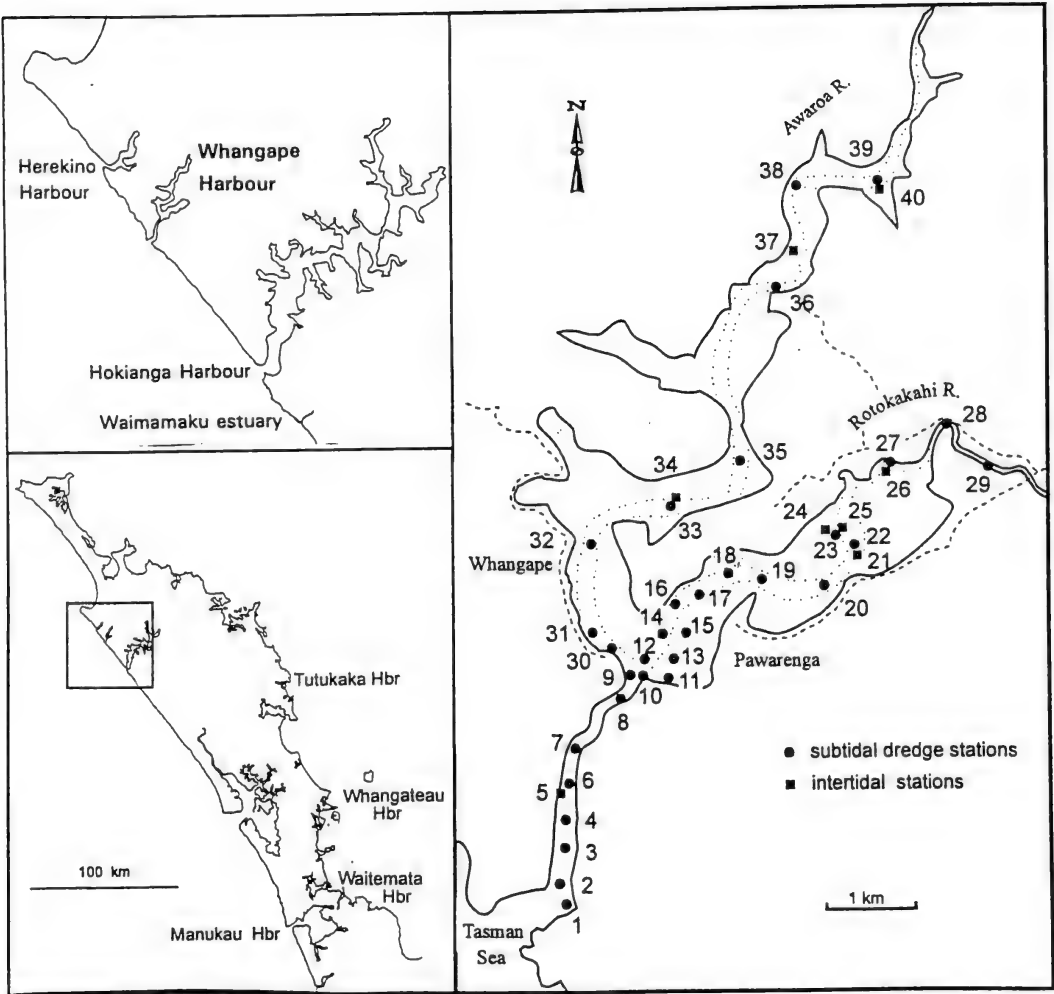 Herekino
Harbour
Whangape
Harbour
Hokianga Harbour
Waimamaku estuary
Tutukaka Hbr
Whangateau
Hbr
100 km
Waitemata
Hbr
Manukau Hbr
N
Awaroa R.
39
38
40
37
36
Rotokakahi R.
28
27
35
34
26
29
24
25
33
32
23
22
Whangape
18
21
19
16
17
20
14
31
15
12
30
13
Pawarenga
9
10
11
8
7
subtidal dredge stations
6
5
intertidal stations
4
3
1 km
2
1
Tasman
Sea